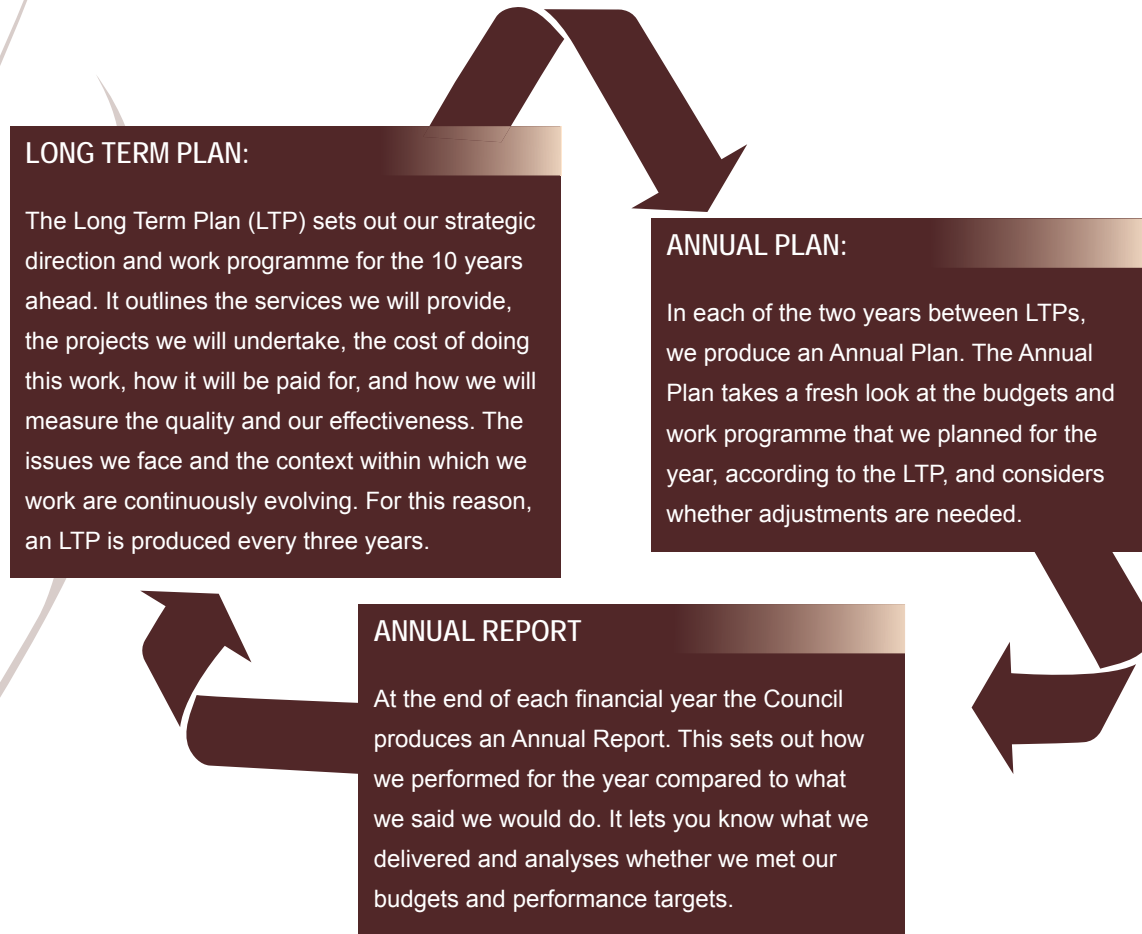 LONG TERM PLAN:
The Long Term Plan (LTP) sets out our strategic
direction and work programme for the 10 years
ahead. It outlines the services we will provide,
the projects we will undertake, the cost of doing
this work, how it will be paid for, and how we will
measure the quality and our effectiveness. The
issues we face and the context within which we
work are continuously evolving. For this reason,
an LTP is produced every three years.
ANNUAL PLAN:
In each of the two years between LTPs,
we produce an Annual Plan. The Annual
Plan takes a fresh look at the budgets and
work programme that we planned for the
year, according to the LTP, and considers
whether adjustments are needed.
ANNUAL REPORT
At the end of each financial year the Council
produces an Annual Report. This sets out how
we performed for the year compared to what
we said we would do. It lets you know what we
delivered and analyses whether we met our
budgets and performance targets.